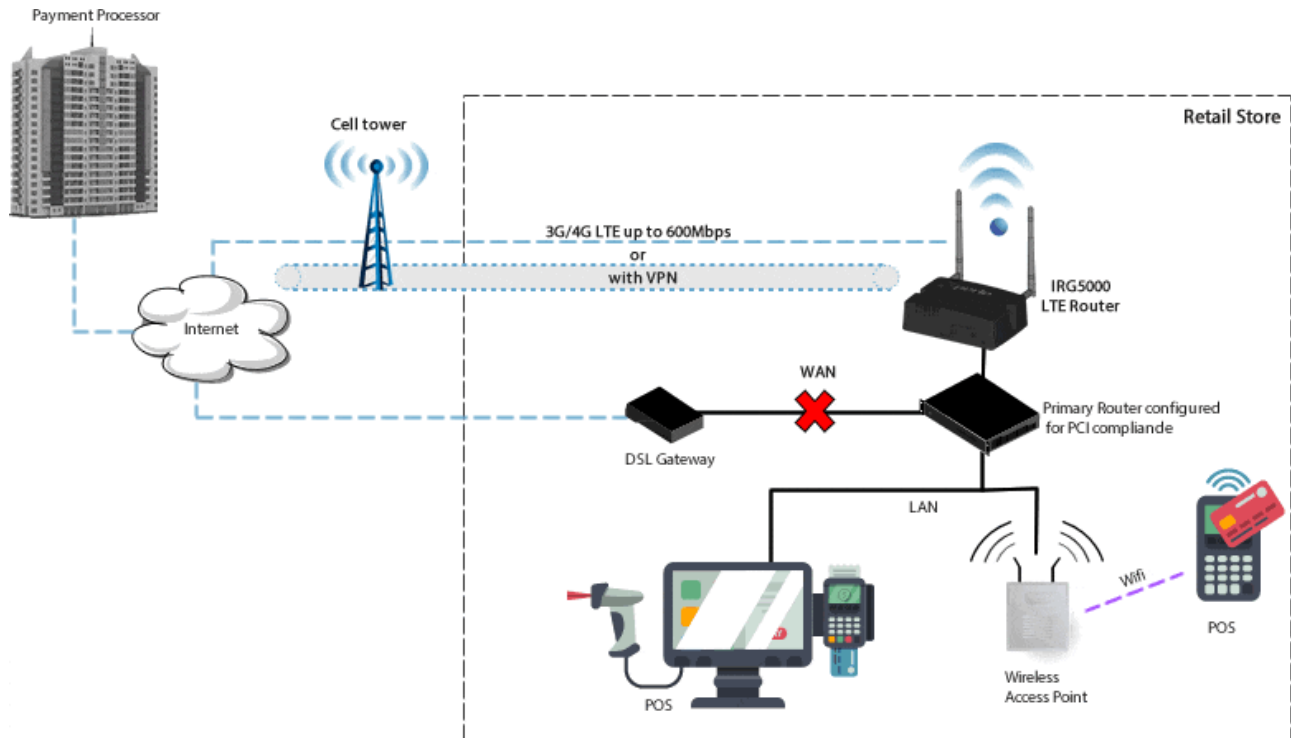 Payment Processor
Retail Store
Cell tower
3G/4G LTE up to 600Mbps
or
with VPN
IRG5000
LTE Router
Internet
WAN
Primary Router configured
for PCI compliande
DSL Gateway
LAN
Wifi
POS
Wireless
Access Point
POS